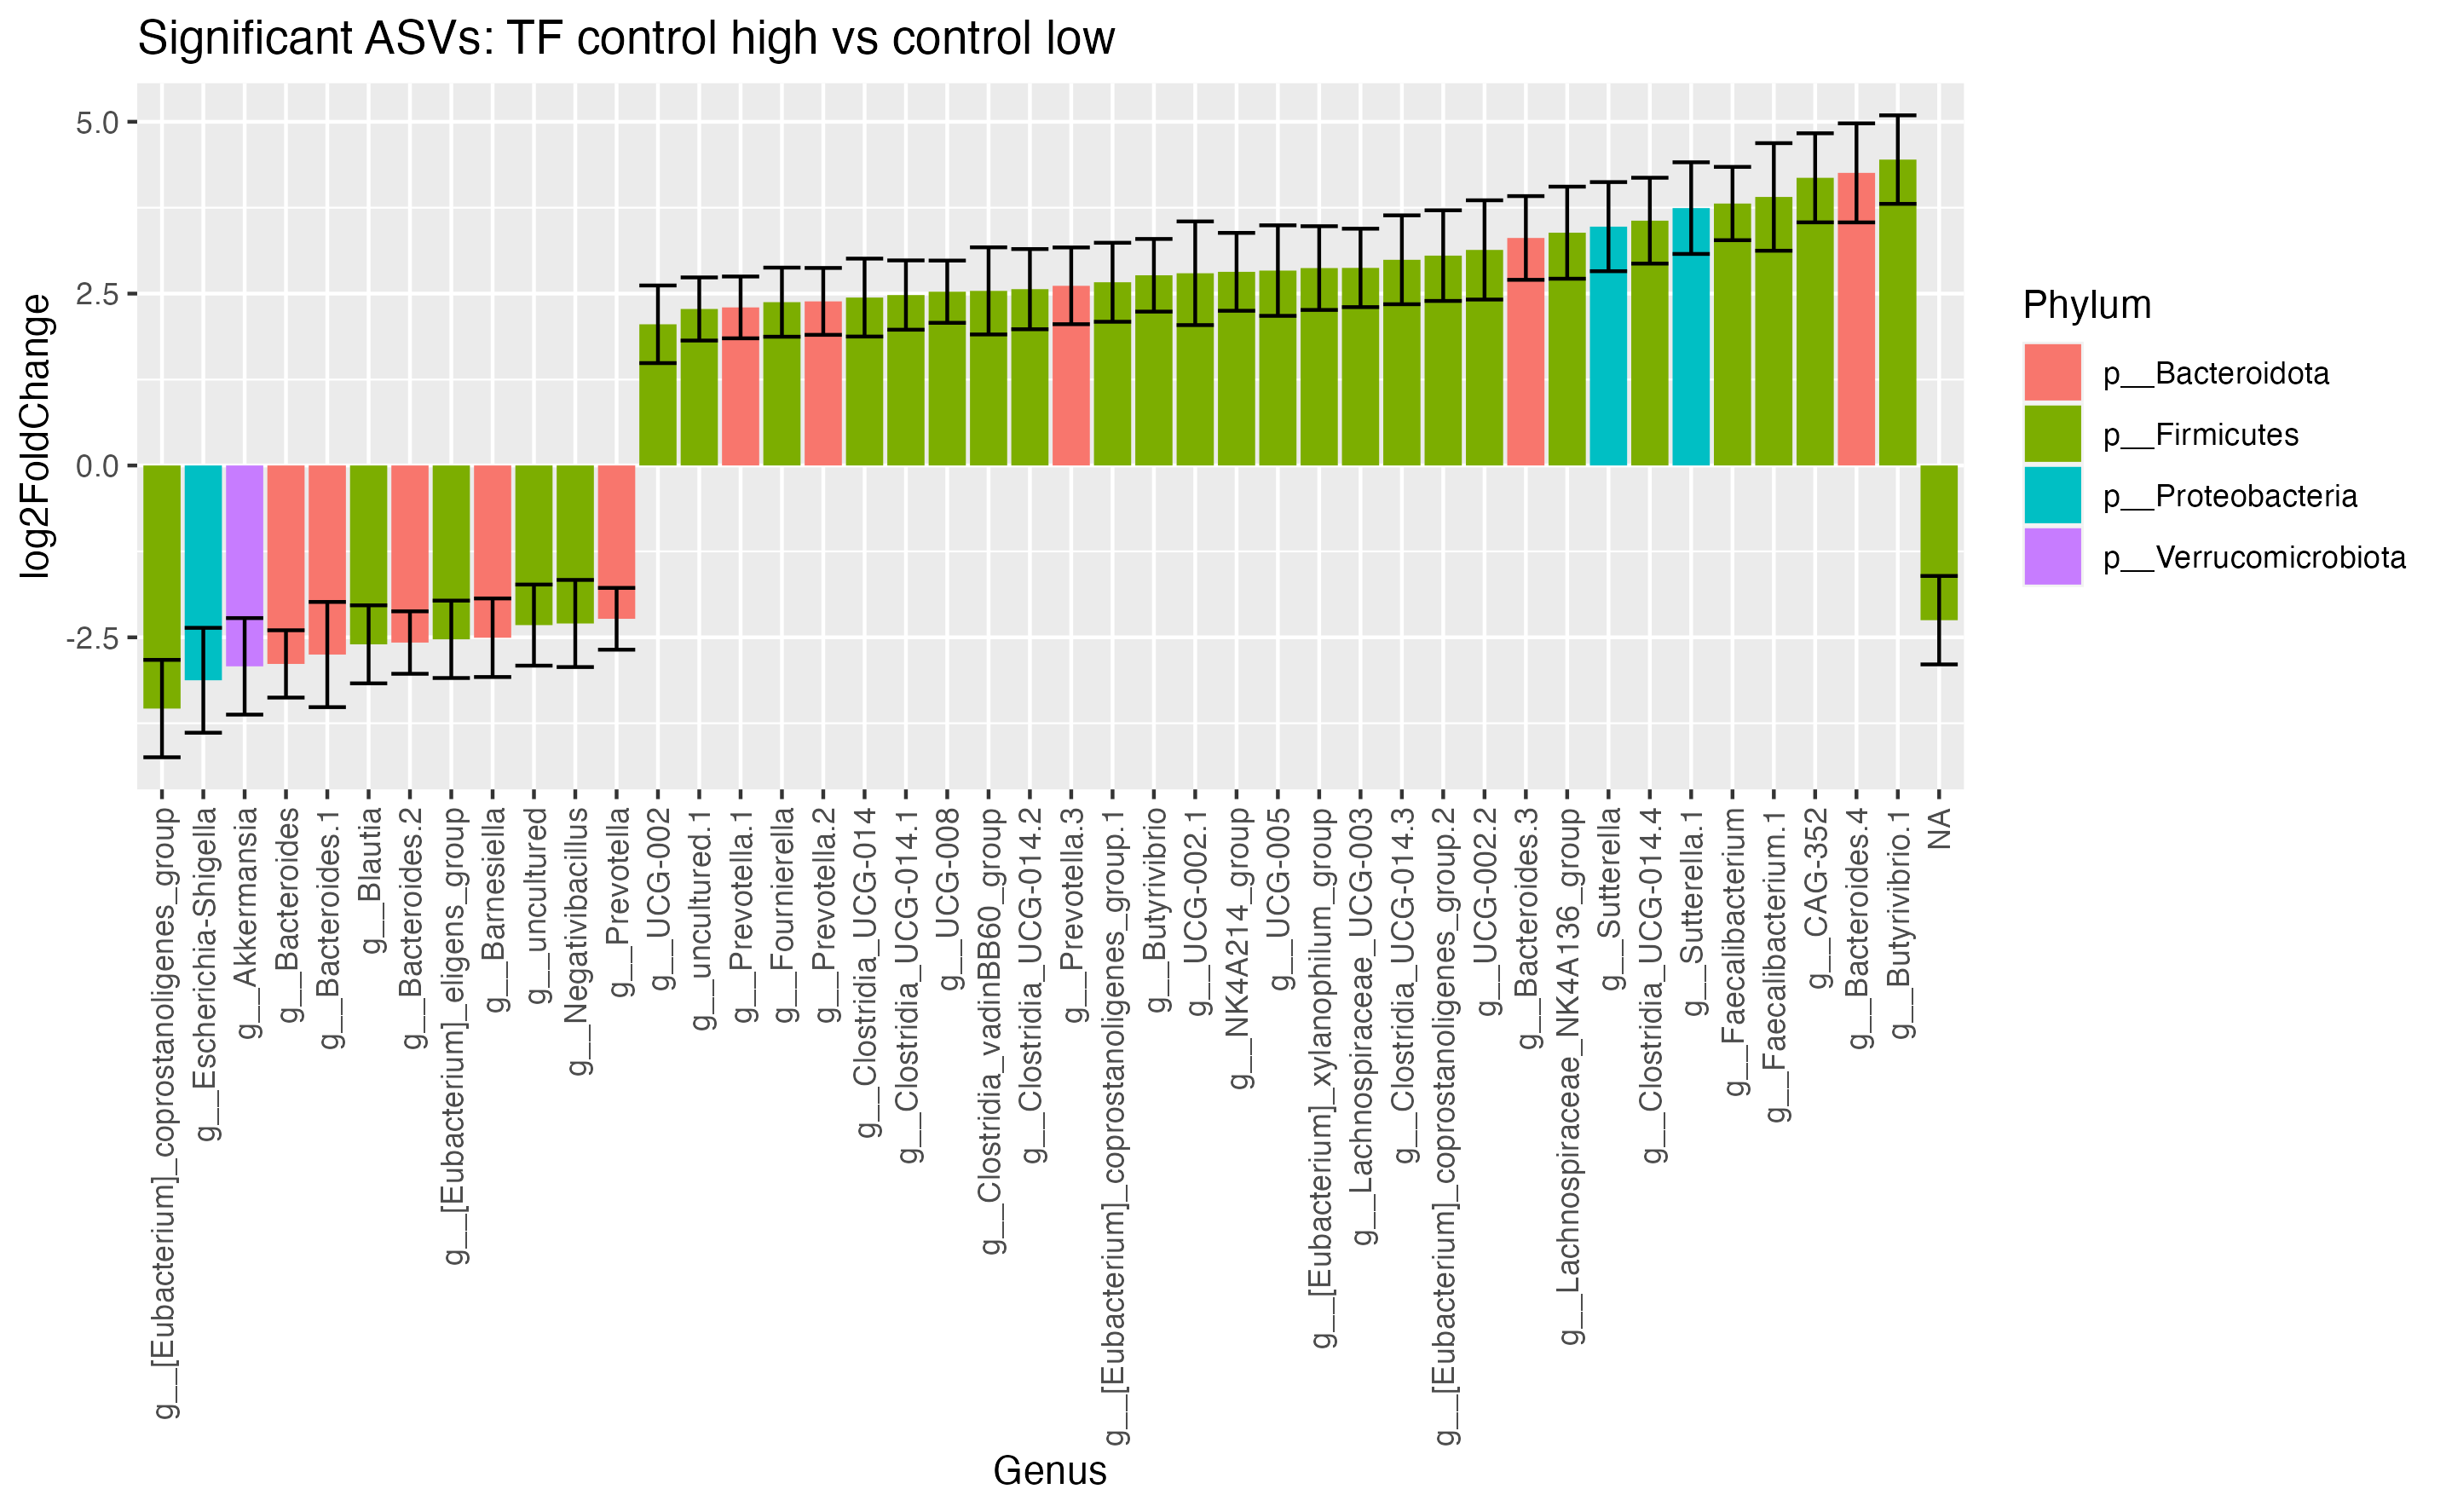 Significant ASVs: TF control high vs control low
log2FoldChange
5.0
2.5
0.0
-2.5
g__[Eubacterium]_coprostanoligenes_group
g__Escherichia-Shigella
g__Akkermansia
g__Bacteroides
g__Bacteroides.1
g__Blautia
g__Bacteroides.2
g__[Eubacterium]_eligens_group
g__Barnesiella
g__uncultured
g__Negativibacillus
g__Prevotella
g__UCG-002
g__uncultured.1
g__Prevotella.1
g__Fournierella
g__Prevotella.2
g__Clostridia_UCG-014
g__Clostridia_UCG-014.1
g__UCG-008
g__Clostridia_vadinBB60_group
g__Clostridia_UCG-014.2
g__Prevotella.3
g__[Eubacterium]_coprostanoligenes_group.1
g__Butyrivibrio
g__UCG-002.1
g__NK4A214_group
g__UCG-005
g__[Eubacterium]_xylanophilum_group
g__Lachnospiraceae_UCG-003
g__Clostridia_UCG-014.3
g__[Eubacterium]_coprostanoligenes_group.2
g__UCG-002.2
g__Bacteroides.3
g__Lachnospiraceae_NK4A136_group
g__Sutterella
g__Clostridia_UCG-014.4
g__Sutterella.1
g__Faecalibacterium
g__Faecalibacterium.1
g__CAG-352
g__Bacteroides.4
g__Butyrivibrio.1
NA
Genus
Phylum
p__Bacteroidota
p__Firmicutes
p__Proteobacteria
p__Verrucomicrobiota